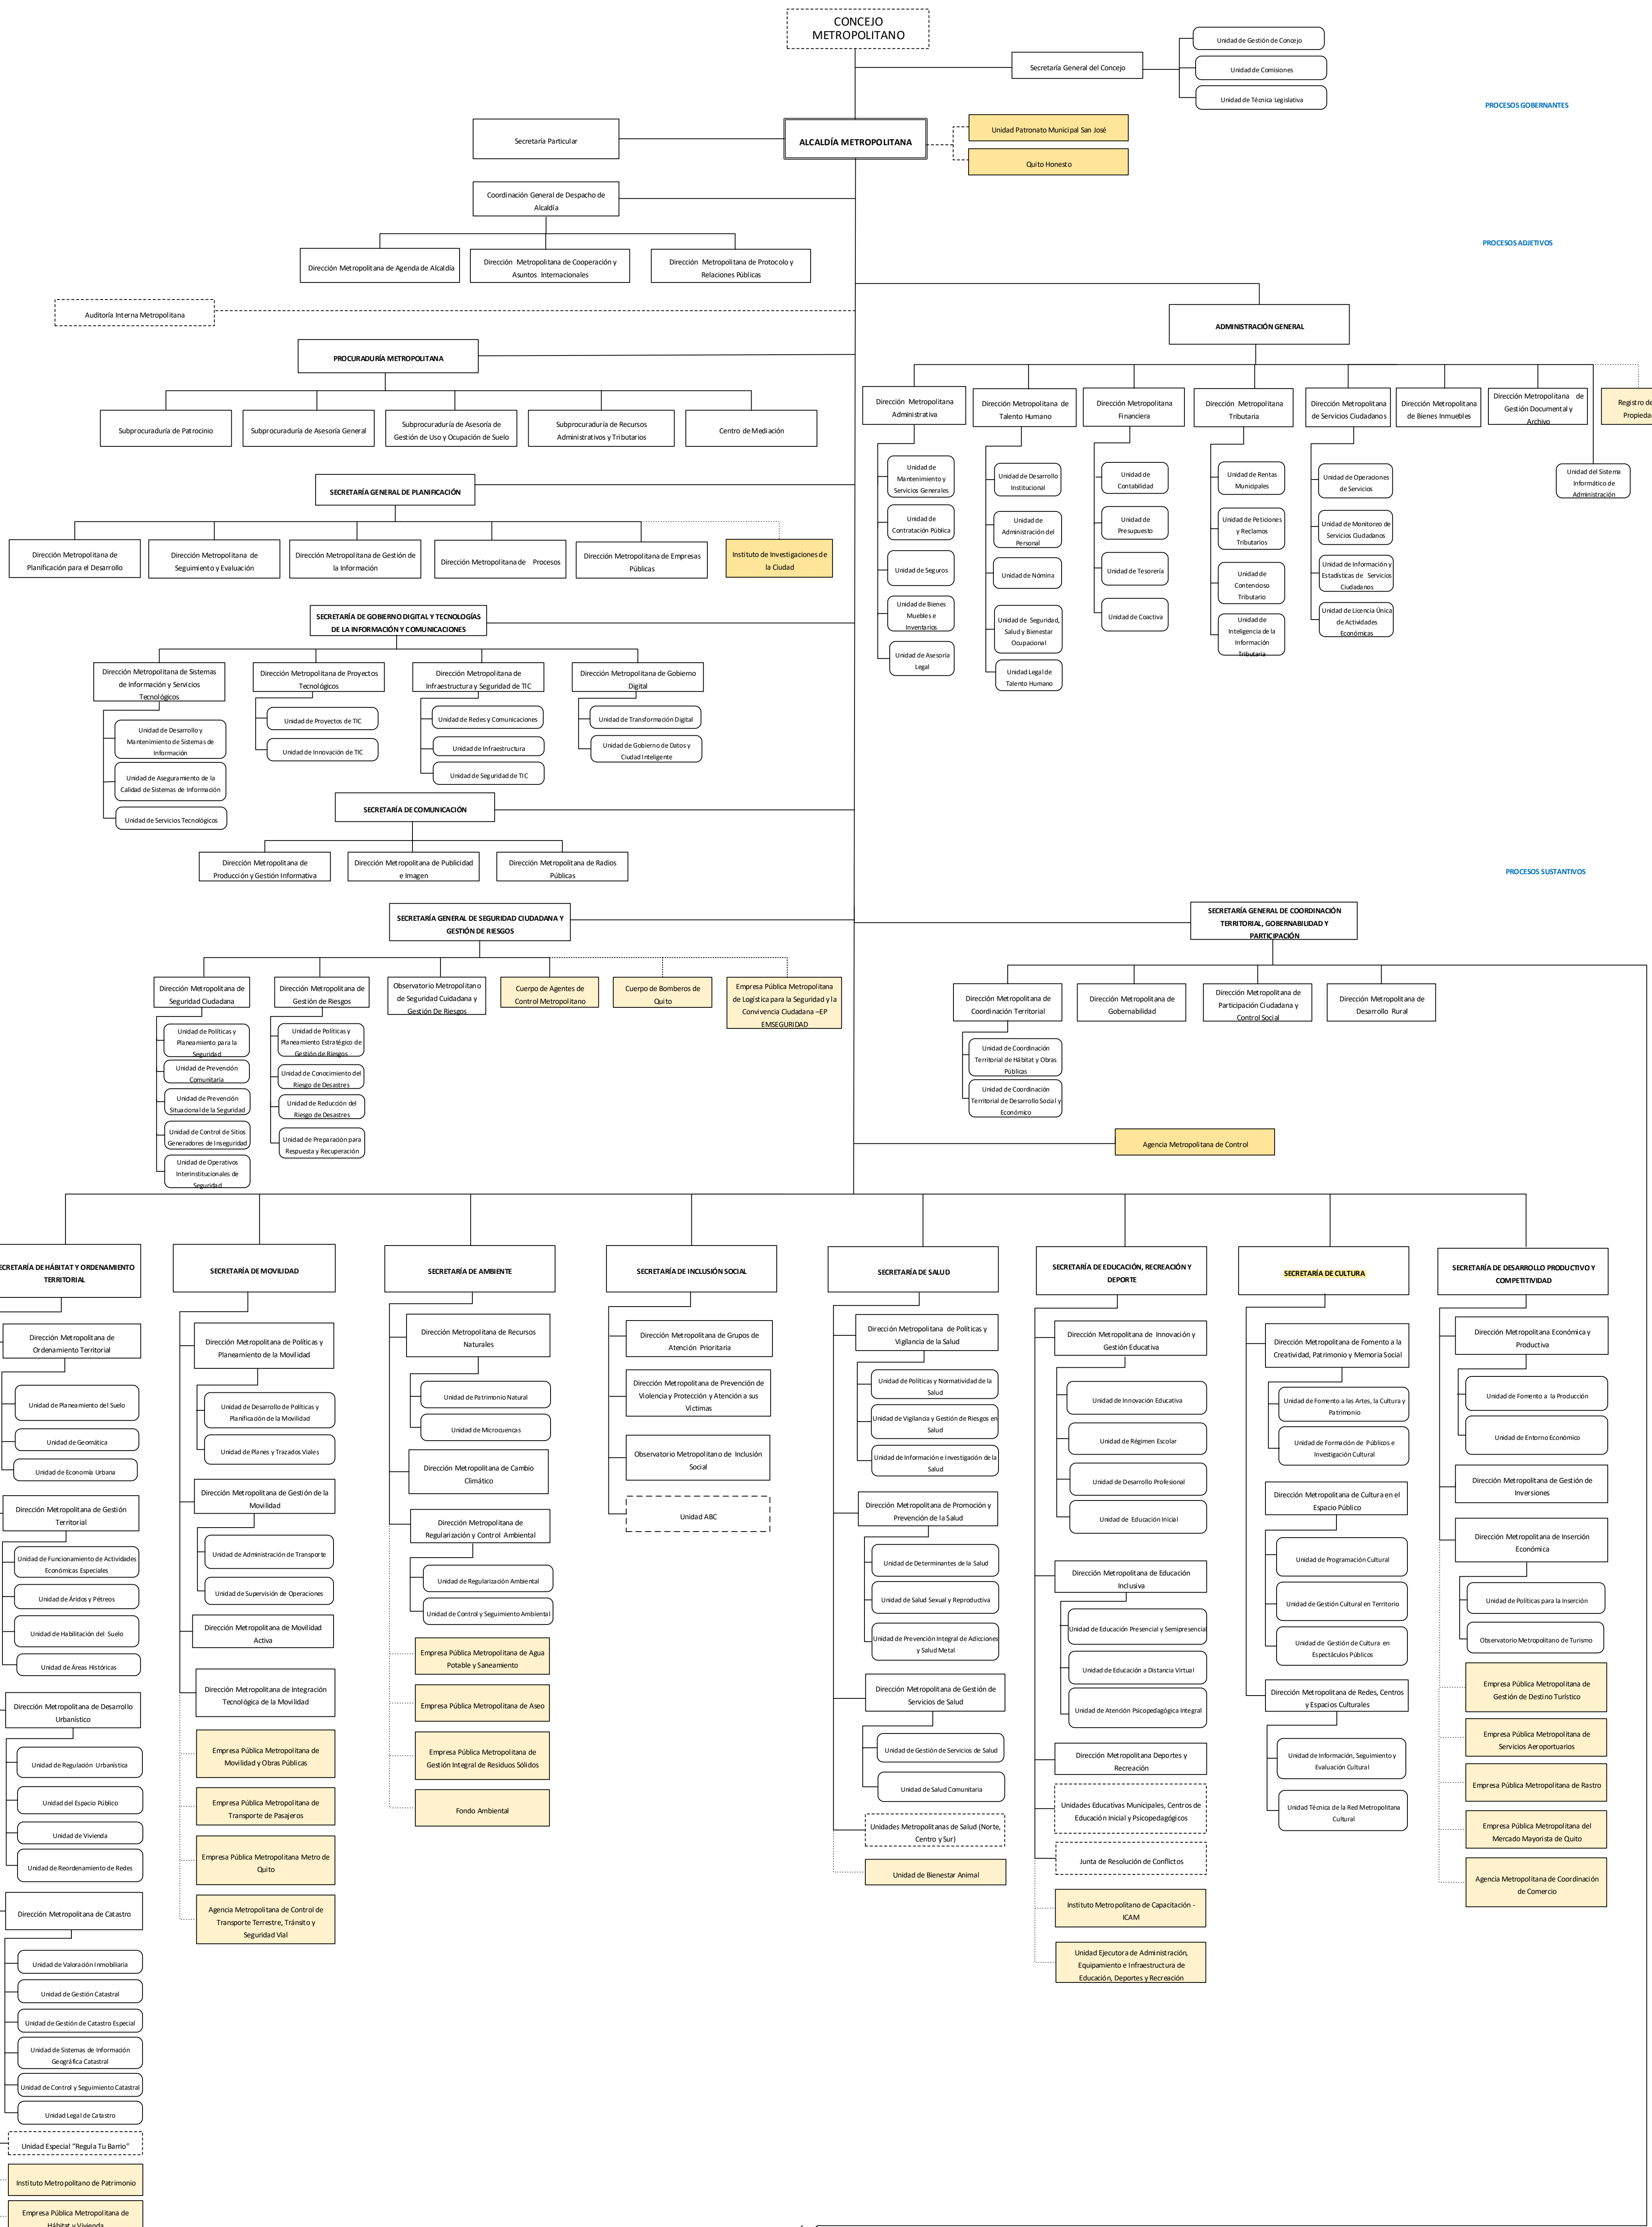 CONCEJO
METROPOLITANO
Unidad de Gestión de Concejo
Secretaría General del Concejo
Unidad de Comisiones
Unidad de Técnica Legislativa
PROCESOS GOBERNANTES
Secretaría Particular
ALCALDÍA METROPOLITANA
Unidad Patronato Municipal San José
Quito Honesto
Coordinación General de Despacho de
Alcaldía
PROCESOS ADJETIVOS
Dirección Metropolitana de Agenda de Alcaldía
Dirección Metropolitana de Cooperación y
Asuntos Internacionales
Dirección Metropolitana de Protocolo y
Relaciones Públicas
Auditoría Interna Metropolitana
ADMINISTRACIÓN GENERAL
PROCURADURÍA METROPOLITANA
Subprocuraduría de Patrocinio
Subprocuraduría de Asesoría General
Subprocuraduría de Asesoría de
Gestión de Uso y Ocupación de Suelo
Subprocuraduría de Recursos
Administrativos y Tributarios
Centro de Mediación
Dirección Metropolitana
Administrativa
Dirección Metropolitana de
Talento Humano
Dirección Metropolitana
Financiera
Dirección Metropolitana
Tributaria
Dirección Metropolitana
de Servicios Ciudadanos
Dirección Metropolitana
de Bienes Inmuebles
Dirección Metropolitana de
Gestión Documental y
Archivo
Registro de
Propiedad
Unidad de
Mantenimiento y
Servicios Generales
Unidad de
Contratación Pública
Unidad de Seguros
Unidad de Bienes
Muebles e
Inventarios
Unidad de Asesoría
Legal
Unidad de Desarrollo
Institucional
Unidad de
Administración del
Personal
Unidad de Nómina
Unidad de Seguridad,
Salud y Bienestar
Ocupacional
Unidad Legal de
Talento Humano
Unidad de
Contabilidad
Unidad de
Presupuesto
Unidad de Tesorería
Unidad de Coactiva
Unidad de Rentas
Municipales
Unidad de Peticiones
y Reclamos
Tributarios
Unidad de
Contencioso
Tributario
Unidad de
Inteligencia de la
Información
Tributaria
Unidad de Operaciones
de Servicios
Unidad de Monitoreo de
Servicios Ciudadanos
Unidad de Información y
Estadísticas de Servicios
Ciudadanos
Unidad de Licencia Única
de Actividades
Económicas
Unidad del Sistema
Informático de
Administración
SECRETARÍA GENERAL DE PLANIFICACIÓN
Dirección Metropolitana de
Planificación para el Desarrollo
Dirección Metropolitana de
Seguimiento y Evaluación
Dirección Metropolitana de Gestión de
la Información
Dirección Metropolitana de Procesos
Dirección Metropolitana de Empresas
Públicas
Instituto de Investigaciones de
la Ciudad
SECRETARÍA DE GOBIERNO DIGITAL Y TECNOLOGÍAS
DE LA INFORMACIÓN Y COMUNICACIONES
Dirección Metropolitana de Sistemas
de Información y Servicios
Tecnológicos
Unidad de Desarrollo y
Mantenimiento de Sistemas de
Información
Unidad de Aseguramiento de la
Calidad de Sistemas de Información
Unidad de Servicios Tecnológicos
Dirección Metropolitana de Proyectos
Tecnológicos
Unidad de Proyectos de TIC
Unidad de Innovación de TIC
Dirección Metropolitana de
Infraestructura y Seguridad de TIC
Unidad de Redes y Comunicaciones
Unidad de Infraestructura
Unidad de Seguridad de TIC
Dirección Metropolitana de Gobierno
Digital
Unidad de Transformación Digital
Unidad de Gobierno de Datos y
Ciudad Inteligente
SECRETARÍA DE COMUNICACIÓN
Dirección Metropolitana de
Producción y Gestión Informativa
Dirección Metropolitana de Publicidad
e Imagen
Dirección Metropolitana de Radios
Públicas
PROCESOS SUSTANTIVOS
SECRETARÍA GENERAL DE SEGURIDAD CIUDADANA Y
GESTIÓN DE RIESGOS
Dirección Metropolitana de
Seguridad Ciudadana
Unidad de Políticas y
Planeamiento para la
Seguridad
Unidad de Prevención
Comunitaria
Unidad de Prevención
Situacional de la Seguridad
Unidad de Control de Sitios
Generadores de Inseguridad
Unidad de Operativos
Interinstitucionales de
Seguridad
Dirección Metropolitana de
Gestión de Riesgos
Unidad de Políticas y
Planeamiento Estratégico de
Gestión de Riesgos
Unidad de Conocimiento del
Riesgo de Desastres
Unidad de Reducción del
Riesgo de Desastres
Unidad de Preparación para
Respuesta y Recuperación
Observatorio Metropolitano
de Seguridad Cuidadana y
Gestión De Riesgos
Cuerpo de Agentes de
Control Metropolitano
Cuerpo de Bomberos de
Quito
Empresa Pública Metropolitana
de Logística para la Seguridad y la
Convivencia Ciudadana –EP
EMSEGURIDAD
SECRETARÍA GENERAL DE COORDINACIÓN
TERRITORIAL, GOBERNABILIDAD Y
PARTICIPACIÓN
Dirección Metropolitana de
Coordinación Territorial
Unidad de Coordinación
Territorial de Hábitat y Obras
Públicas
Unidad de Coordinación
Territorial de Desarrollo Social y
Económico
Dirección Metropolitana de
Gobernabilidad
Dirección Metropolitana de
Participación Ciudadana y
Control Social
Dirección Metropolitana de
Desarrollo Rural
Agencia Metropolitana de Control
SECRETARÍA DE HÁBITAT Y ORDENAMIENTO
TERRITORIAL
Dirección Metropolitana de
Ordenamiento Territorial
Unidad de Planeamiento del Suelo
Unidad de Geomática
Unidad de Economía Urbana
Dirección Metropolitana de Gestión
Territorial
Unidad de Funcionamiento de Actividades
Económicas Especiales
Unidad de Áridos y Pétreos
Unidad de Habilitación del Suelo
Unidad de Áreas Históricas
Dirección Metropolitana de Desarrollo
Urbanístico
Unidad de Regulación Urbanística
Unidad del Espacio Público
Unidad de Vivienda
Unidad de Reordenamiento de Redes
Dirección Metropolitana de Catastro
Unidad de Valoración Inmobiliaria
Unidad de Gestión Catastral
Unidad de Gestión de Catastro Especial
Unidad de Sistemas de Información
Geográfica Catastral
Unidad de Control y Seguimiento Catastral
Unidad Legal de Catastro
Unidad Especial “Regula Tu Barrio”
Instituto Metropolitano de Patrimonio
Empresa Pública Metropolitana de
Hábitat y Vivienda
SECRETARÍA DE MOVILIDAD
Dirección Metropolitana de Políticas y
Planeamiento de la Movilidad
Unidad de Desarrollo de Políticas y
Planificación de la Movilidad
Unidad de Planes y Trazados Viales
Dirección Metropolitana de Gestión de la
Movilidad
Unidad de Administración de Transporte
Unidad de Supervisión de Operaciones
Dirección Metropolitana de Movilidad
Activa
Dirección Metropolitana de Integración
Tecnológica de la Movilidad
Empresa Pública Metropolitana de
Movilidad y Obras Públicas
Empresa Pública Metropolitana de
Transporte de Pasajeros
Empresa Pública Metropolitana Metro de
Quito
Agencia Metropolitana de Control de
Transporte Terrestre, Tránsito y
Seguridad Vial
SECRETARÍA DE AMBIENTE
Dirección Metropolitana de Recursos
Naturales
Unidad de Patrimonio Natural
Unidad de Microcuencas
Dirección Metropolitana de Cambio
Climático
Dirección Metropolitana de
Regularización y Control Ambiental
Unidad de Regularización Ambiental
Unidad de Control y Seguimiento Ambiental
Empresa Pública Metropolitana de Agua
Potable y Saneamiento
Empresa Pública Metropolitana de Aseo
Empresa Pública Metropolitana de
Gestión Integral de Residuos Sólidos
Fondo Ambiental
SECRETARÍA DE INCLUSIÓN SOCIAL
Dirección Metropolitana de Grupos de
Atención Prioritaria
Dirección Metropolitana de Prevención de
Violencia y Protección y Atención a sus
Víctimas
Observatorio Metropolitano de Inclusión
Social
Unidad ABC
SECRETARÍA DE SALUD
Dirección Metropolitana de Políticas y
Vigilancia de la Salud
Unidad de Políticas y Normatividad de la
Salud
Unidad de Vigilancia y Gestión de Riesgos en
Salud
Unidad de Información e Investigación de la
Salud
Dirección Metropolitana de Promoción y
Prevención de la Salud
Unidad de Determinantes de la Salud
Unidad de Salud Sexual y Reproductiva
Unidad de Prevención Integral de Adicciones
y Salud Metal
Dirección Metropolitana de Gestión de
Servicios de Salud
Unidad de Gestión de Servicios de Salud
Unidad de Salud Comunitaria
Unidades Metropolitanas de Salud (Norte,
Centro y Sur)
Unidad de Bienestar Animal
SECRETARÍA DE EDUCACIÓN, RECREACIÓN Y
DEPORTE
Dirección Metropolitana de Innovación y
Gestión Educativa
Unidad de Innovación Educativa
Unidad de Régimen Escolar
Unidad de Desarrollo Profesional
Unidad de Educación Inicial
Dirección Metropolitana de Educación
Inclusiva
Unidad de Educación Presencial y Semipresencial
Unidad de Educación a Distancia Virtual
Unidad de Atención Psicopedagógica Integral
Dirección Metropolitana Deportes y
Recreación
Unidades Educativas Municipales, Centros de
Educación Inicial y Psicopedagógicos
Junta de Resolución de Conflictos
Instituto Metropolitano de Capacitación -
ICAM
Unidad Ejecutora de Administración,
Equipamiento e Infraestructura de
Educación, Deportes y Recreación
SECRETARÍA DE CULTURA
Dirección Metropolitana de Fomento a la
Creatividad, Patrimonio y Memoria Social
Unidad de Fomento a las Artes, la Cultura y
Patrimonio
Unidad de Formación de Públicos e
Investigación Cultural
Dirección Metropolitana de Cultura en el
Espacio Público
Unidad de Programación Cultural
Unidad de Gestión Cultural en Territorio
Unidad de Gestión de Cultura en
Espectáculos Públicos
Dirección Metropolitana de Redes, Centros
y Espacios Culturales
Unidad de Información, Seguimiento y
Evaluación Cultural
Unidad Técnica de la Red Metropolitana
Cultural
SECRETARÍA DE DESARROLLO PRODUCTIVO Y
COMPETITIVIDAD
Dirección Metropolitana Económica y
Productiva
Unidad de Fomento a la Producción
Unidad de Entorno Económico
Dirección Metropolitana de Gestión de
Inversiones
Dirección Metropolitana de Inserción
Económica
Unidad de Políticas para la Inserción
Observatorio Metropolitano de Turismo
Empresa Pública Metropolitana de
Gestión de Destino Turístico
Empresa Pública Metropolitana de
Servicios Aeroportuarios
Empresa Pública Metropolitana de Rastro
Empresa Pública Metropolitana del
Mercado Mayorista de Quito
Agencia Metropolitana de Coordinación
de Comercio